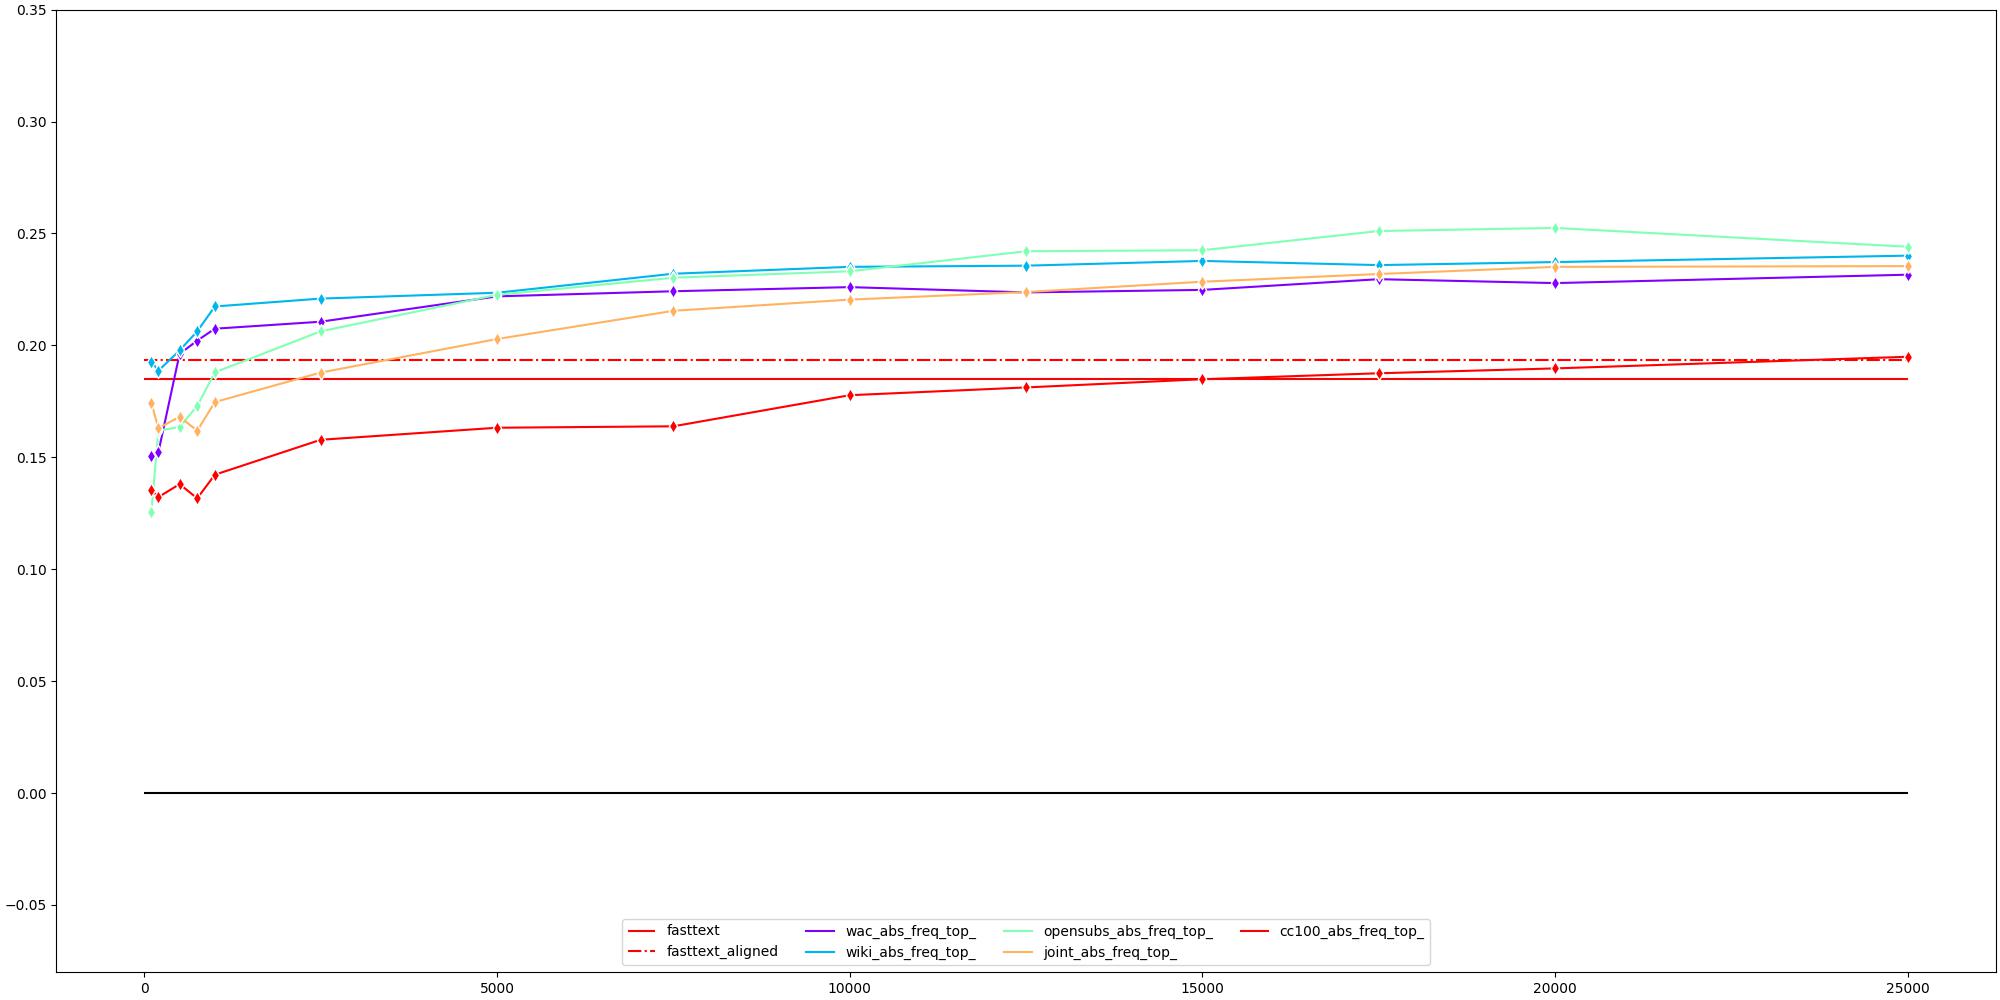 0.35
0.30
0.25
0.20
0.15
0.10
0.05
0.00
−0.05
fasttext
fasttext_aligned
wac_abs_freq_top_
wiki_abs_freq_top_
opensubs_abs_freq_top_
joint_abs_freq_top_
cc100_abs_freq_top_
0 5000 10000 15000 20000 25000